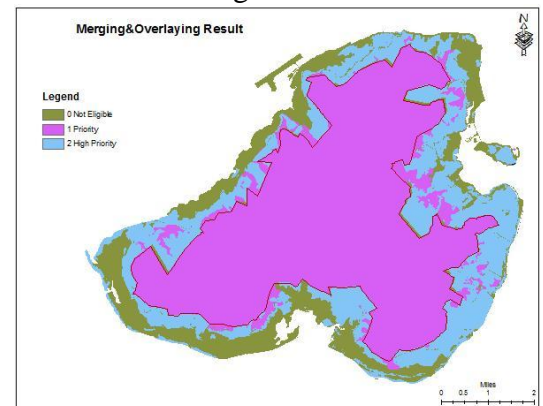 Merging&Overlaying Result
N
Legend
0 Not Eligible
1 Priority
2 High Priority
Miles
0 0.5 1 2